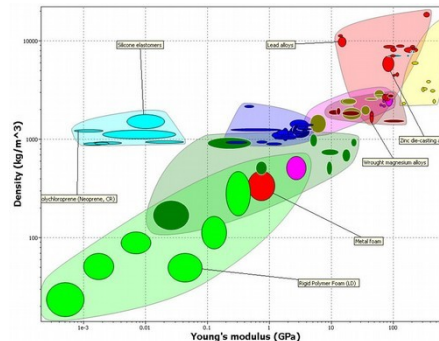 Silicone elastomers
Lead alloys
10000
Zinc die-casting
1000
Wrought magnesium alloys
olychloroprene (Neoprene, CR)
Metal foam
100
Rigid Polymer Foam (LD)
Density (kg/m^3)
1e-3
0.01
0.1
1
10
100
Young's modulus (GPa)